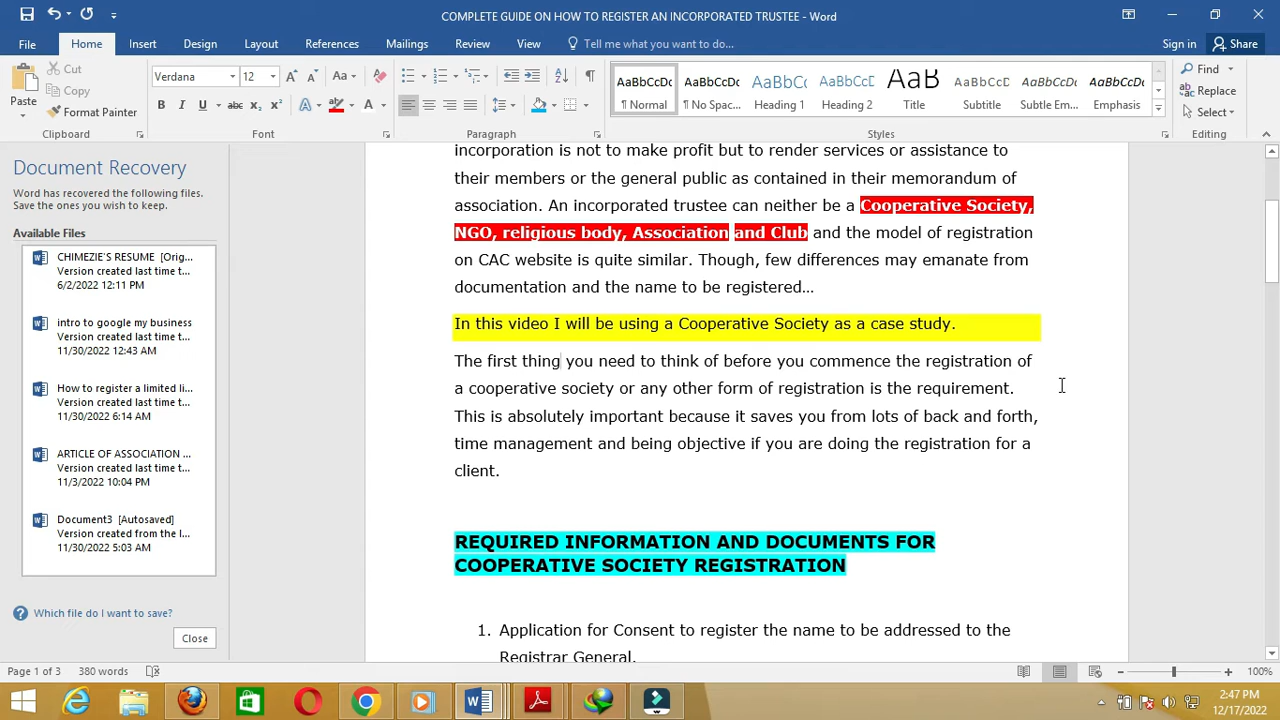 COMPLETE GUIDE ON HOW TO REGISTER AN INCORPORATED TRUSTEE - Word
File Home Insert Design Layout References Mailings Review View Tell me what you want to do... Sign in Share
Paste
Cut
Copy
Format Painter
Clipboard
Verdana 12
Font
Paragraph
AaBbCcDc AaBbCcDc AaBbCc AaBbCcD AaB AaBbCcD AaBbCcDc AaBbCcDc
¶ Normal ¶ No Spac... Heading 1 Heading 2 Title Subtitle Subtle Em... Emphasis
Styles
Find
Replace
Select
Editing
Document Recovery
Word has recovered the following files.
Save the ones you wish to keep.
Available Files
CHIMEZIE'S RESUME [Orig...
Version created last time t...
6/2/2022 12:11 PM
intro to google my business
Version created last time t...
11/30/2022 12:43 AM
How to register a limited li...
Version created last time t...
11/3/2022 6:14 AM
ARTICLE OF ASSOCIATION ...
Version created last time t...
11/3/2022 10:04 PM
Document3 [Autosaved]
Version created from the l...
11/30/2022 5:03 AM
Which file do I want to save?
Close
incorporation is not to make profit but to render services or assistance to
their members or the general public as contained in their memorandum of
association. An incorporated trustee can neither be a Cooperative Society,
NGO, religious body, Association and Club and the model of registration
on CAC website is quite similar. Though, few differences may emanate from
documentation and the name to be registered...
In this video I will be using a Cooperative Society as a case study.
The first thing you need to think of before you commence the registration of
a cooperative society or any other form of registration is the requirement.
This is absolutely important because it saves you from lots of back and forth,
time management and being objective if you are doing the registration for a
client.
REQUIRED INFORMATION AND DOCUMENTS FOR
COOPERATIVE SOCIETY REGISTRATION
1. Application for Consent to register the name to be addressed to the
Registrar General.
Page 1 of 3 380 words
100%
2:47 PM
12/17/2022